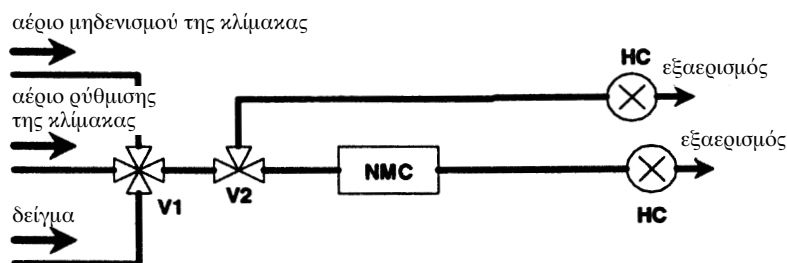 αέριο μηδενισμού της κλίμακας
HC
εξαερισμός
αέριο ρύθμισης
της κλίμακας
εξαερισμός
NMC
V1
V2
HC
δείγμα